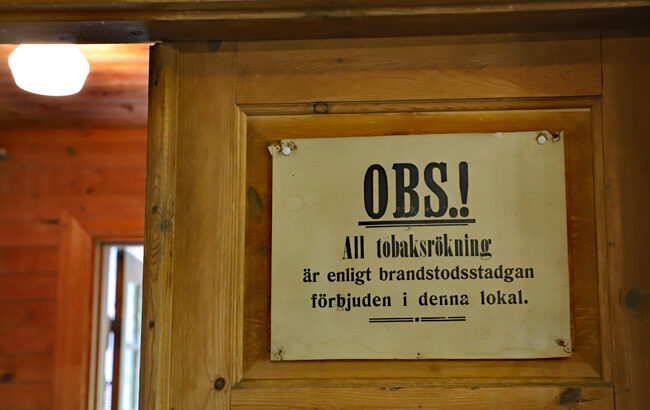 OBS.!
All tobaksrökning
är enligt brandstodsstadgan
förbjuden i denna lokal.